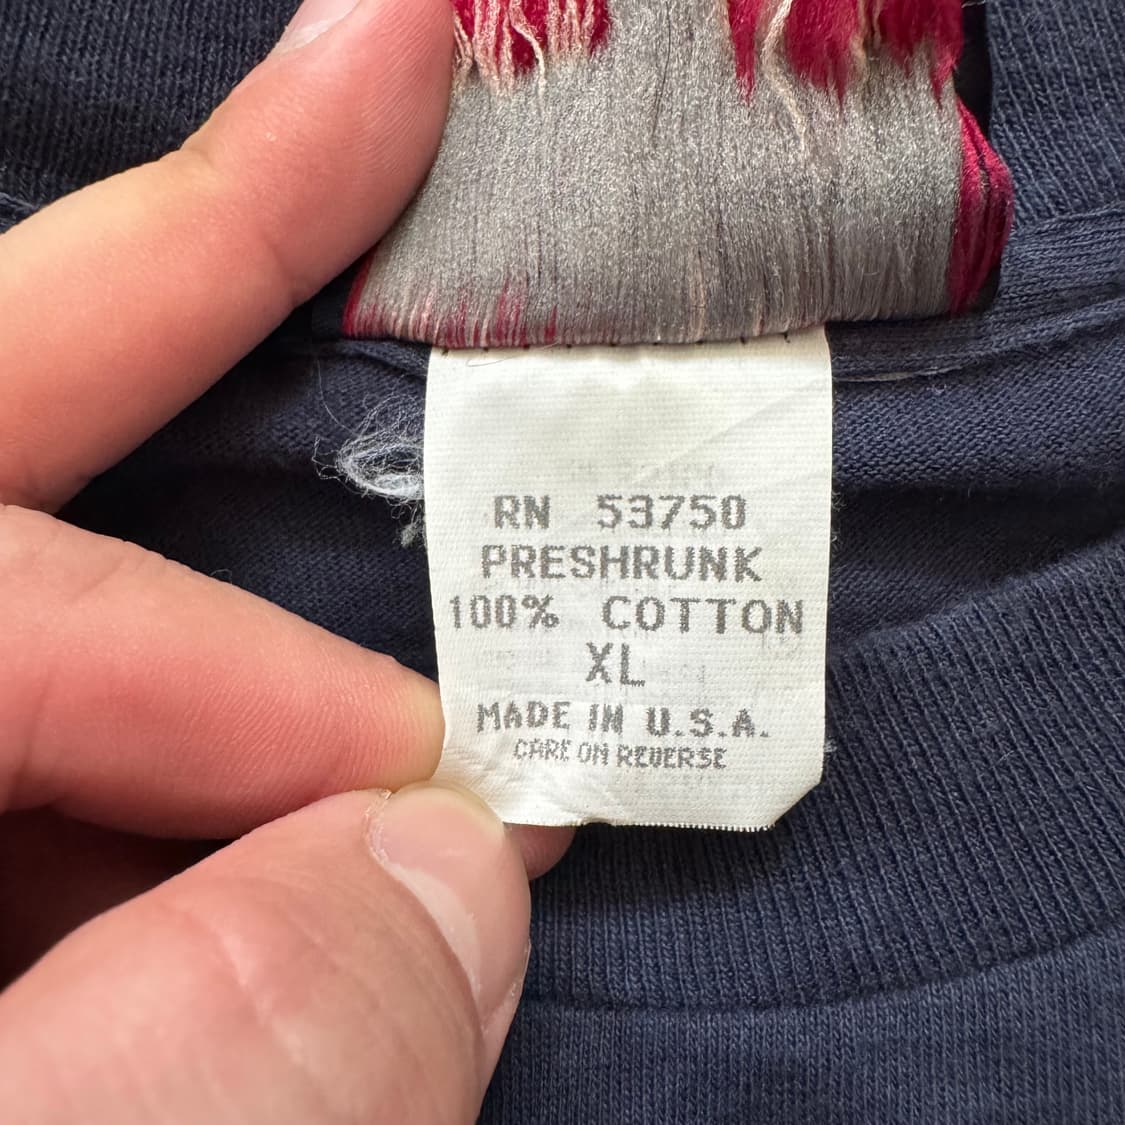 RN 53750
PRESHRUNK
100% COTTON
XL
MADE IN U.S.A.
CARE ON REVERSE